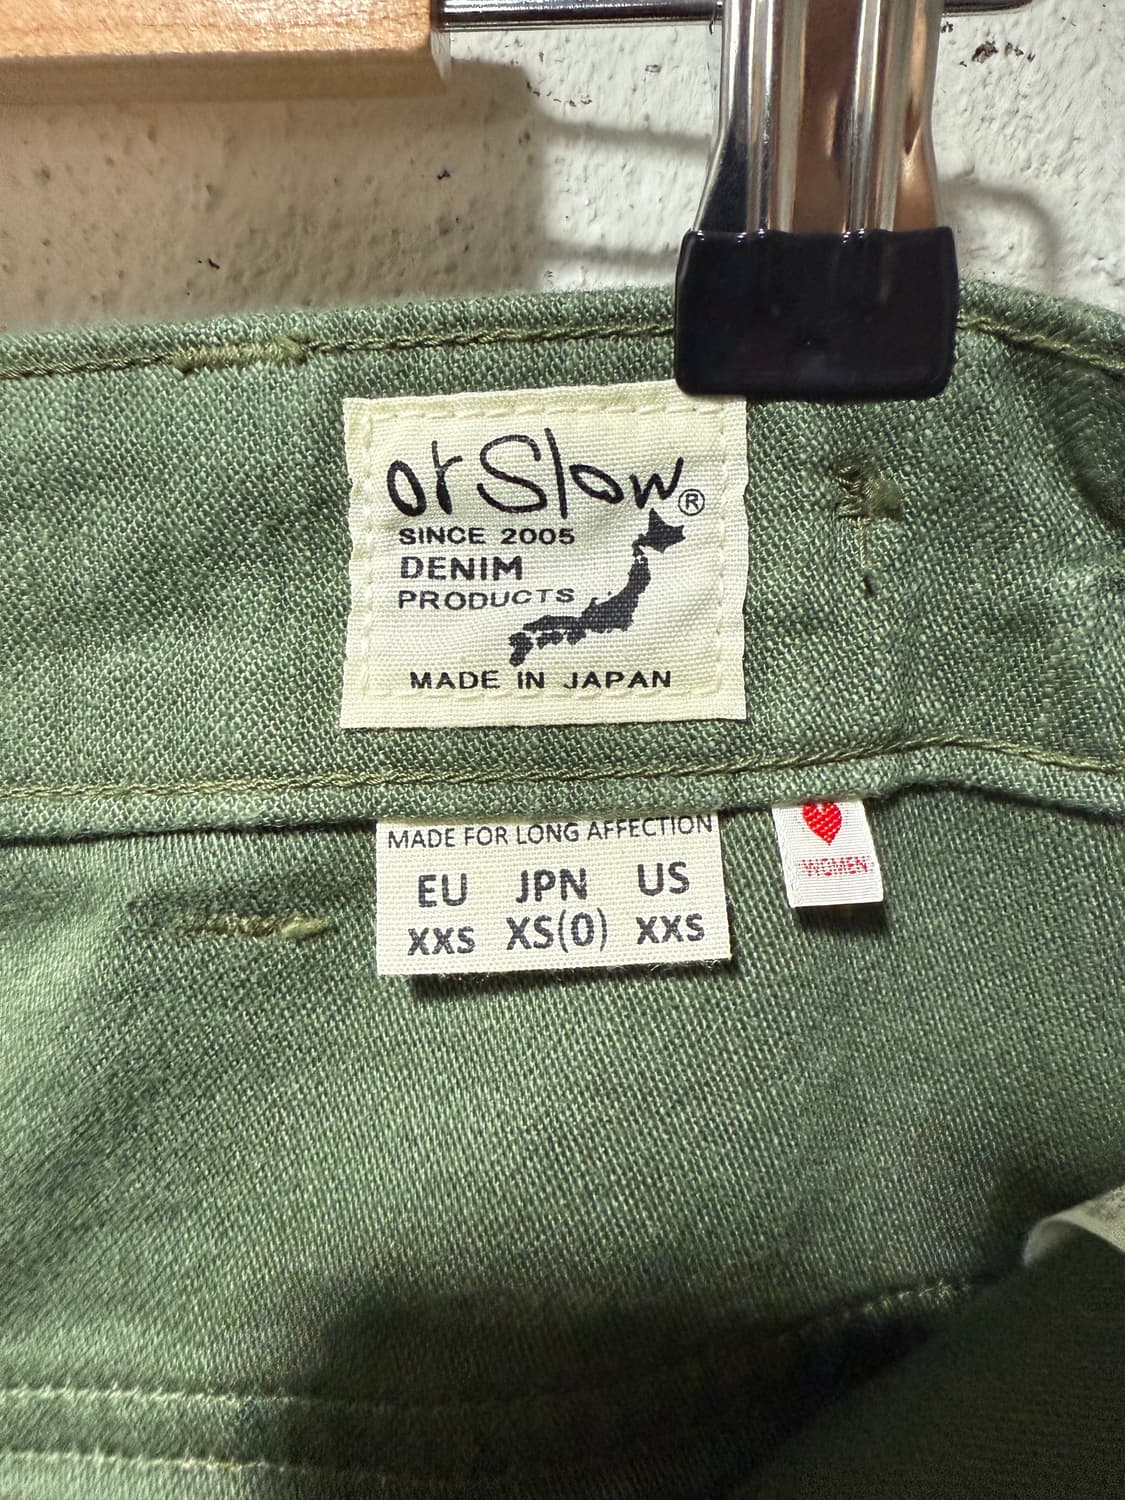 orSlow®
SINCE 2005
DENIM
PRODUCTS
MADE IN JAPAN
MADE FOR LONG AFFECTION
EU JPN US
XXS XS(0) XXS
WOMEN